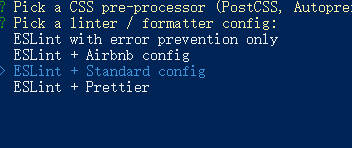 ? Pick a CSS pre-processor (PostCSS, Autopre
? Pick a linter / formatter config:
ESLint with error prevention only
ESLint + Airbnb config
> ESLint + Standard config
ESLint + Prettier